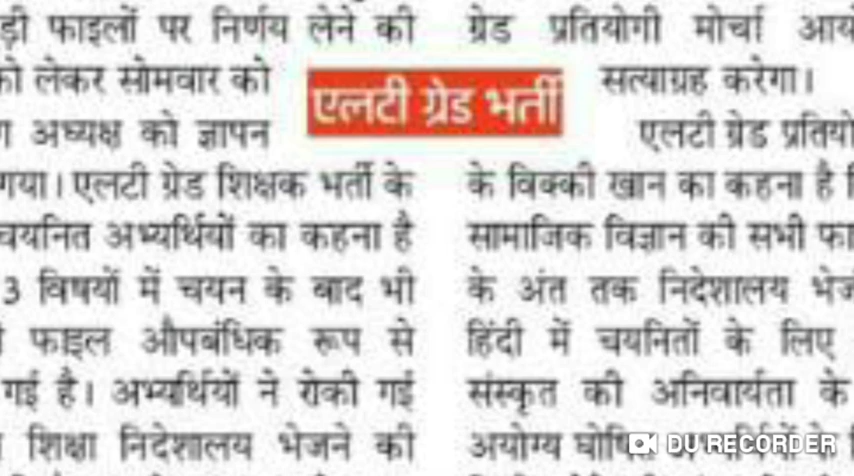 फाइलों पर निर्णय लेने की
को लेकर सोमवार को
अध्यक्ष को ज्ञापन
गया। एलटी ग्रेड शिक्षक भर्ती के
चयनित अभ्यर्थियों का कहना है
3 विषयों में चयन के बाद भी
फाइल औपबंधिक रूप से
गई है। अभ्यर्थियों ने रोकी गई
शिक्षा निदेशालय भेजने की
एलटी ग्रेड भर्ती
ग्रेड प्रतियोगी मोर्चा
सत्याग्रह करेगा।
एलटी ग्रेड
के विक्की खान का कहना है
सामाजिक विज्ञान की सभी
के अंत तक निदेशालय
हिंदी में चयनितों के लिए
संस्कृत की अनिवार्यता के
अयोग्य
DU RECORDER